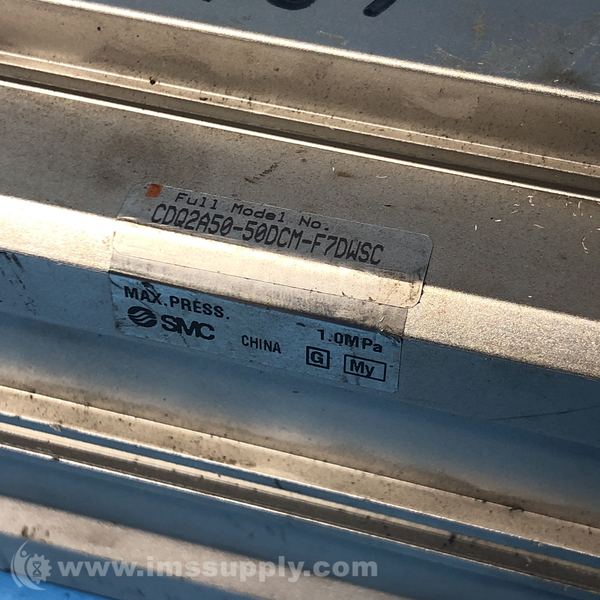 Full Model No.
CDQ2A50-50DCM-F7DWSC
MAX.PRESS. 1.0MPa
SMC CHINA G My
www.imssupply.com